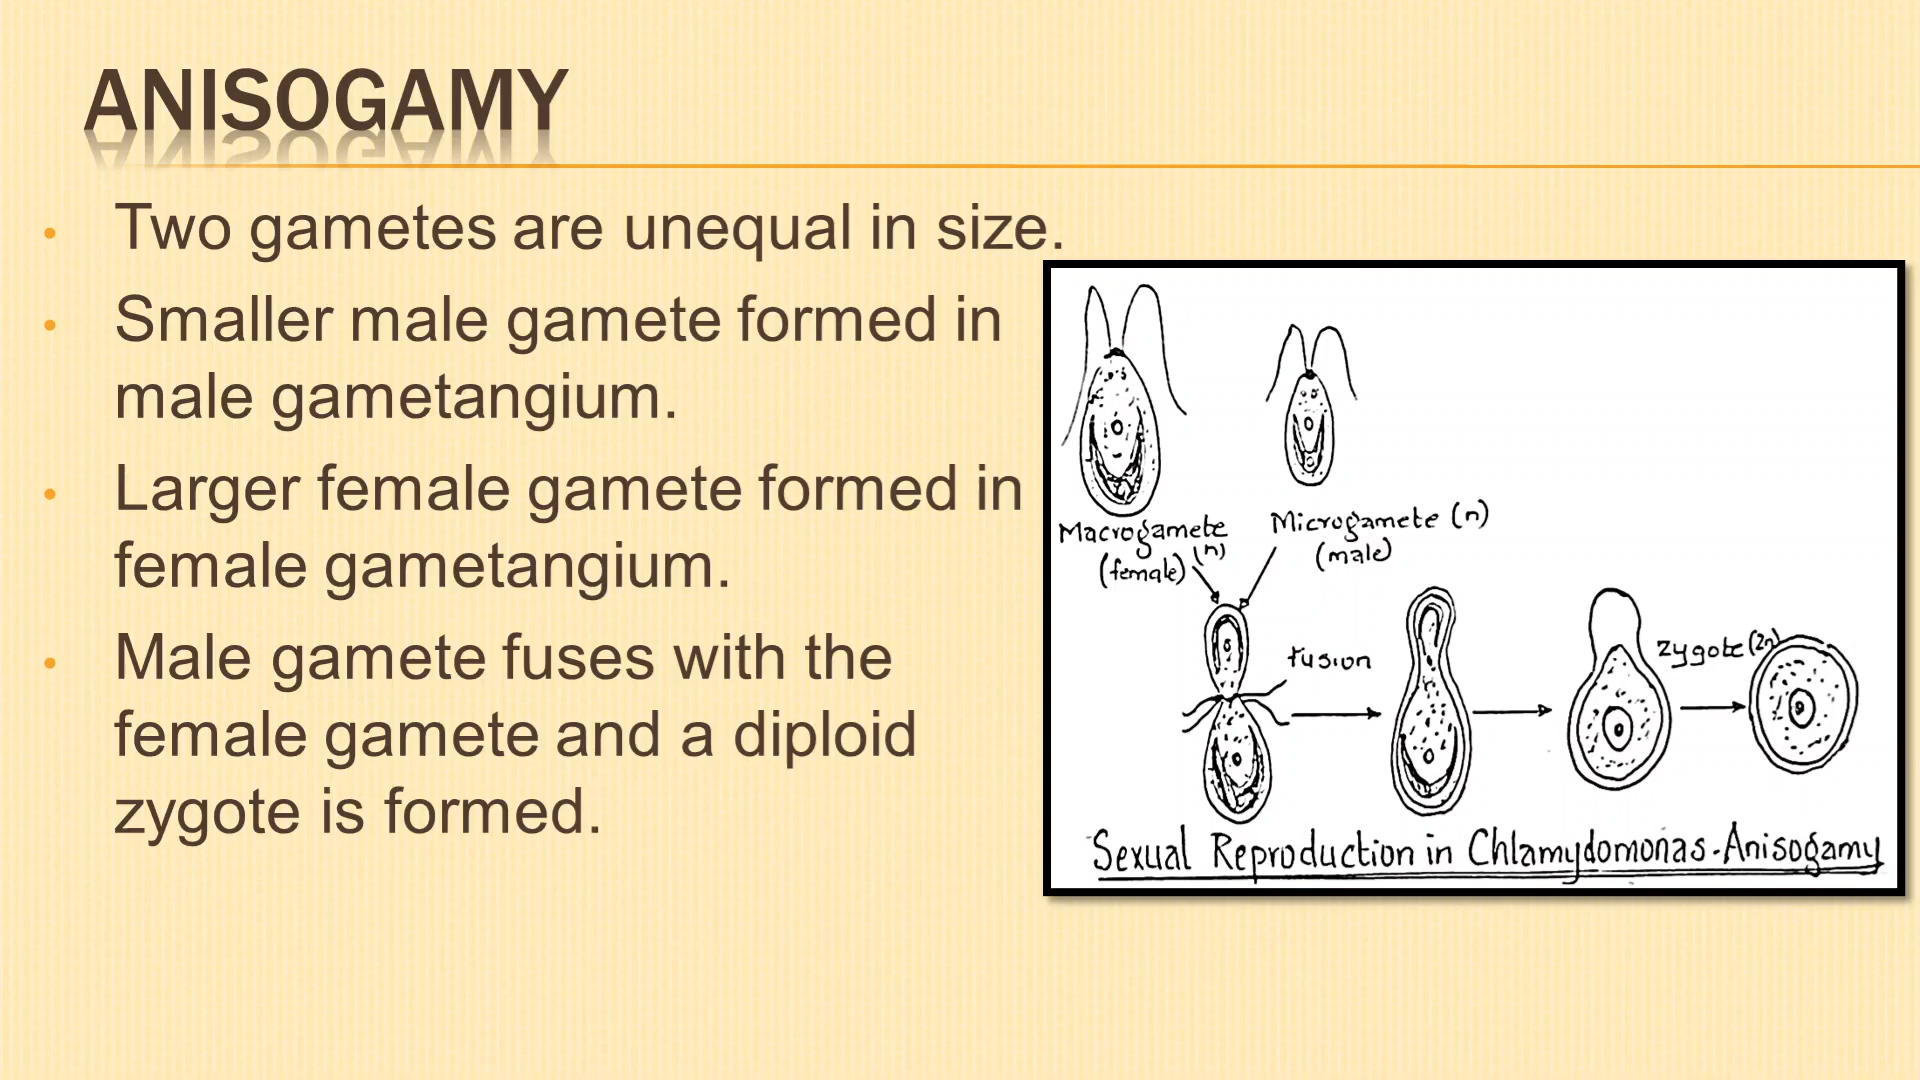 ANISOGAMY
• Two gametes are unequal in size.
• Smaller male gamete formed in
male gametangium.
• Larger female gamete formed in
female gametangium.
• Male gamete fuses with the
female gamete and a diploid
zygote is formed.
Macrogamete
(n)
(female)
Microgamete (n)
(male)
fusion
zygote (2n)
Sexual Reproduction in Chlamydomonas-Anisogamy